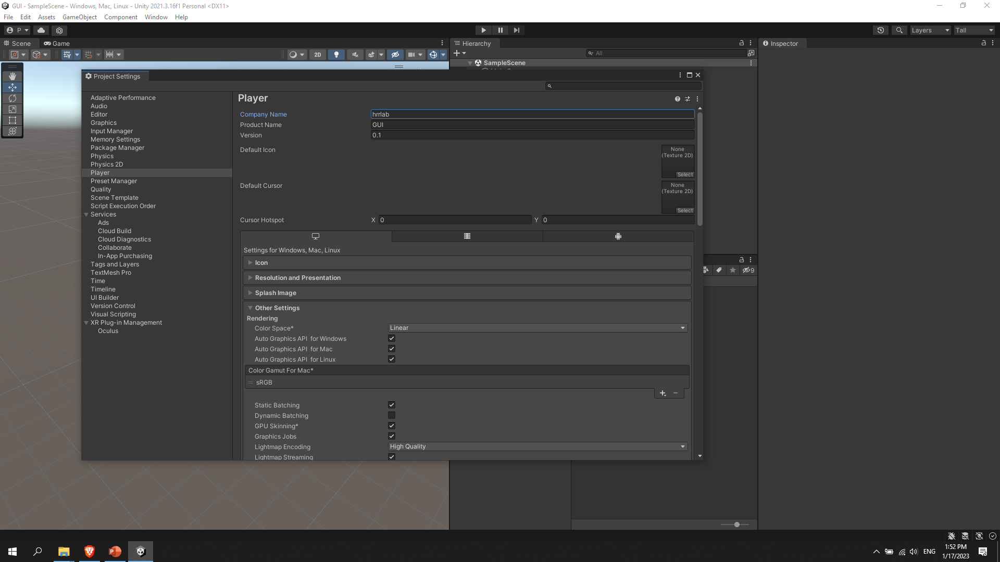 GUI - SampleScene - Windows, Mac, Linux - Unity 2021.3.16f1 Personal <DX11>
File Edit Assets GameObject Component Window Help
P Layers Tall
Scene Game Hierarchy Inspector
2D All
SampleScene
Project Settings
Adaptive Performance
Audio
Editor
Graphics
Input Manager
Memory Settings
Package Manager
Physics
Physics 2D
Player
Preset Manager
Quality
Scene Template
Script Execution Order
Services
Ads
Cloud Build
Cloud Diagnostics
Collaborate
In-App Purchasing
Tags and Layers
TextMesh Pro
Time
Timeline
UI Builder
Version Control
Visual Scripting
XR Plug-in Management
Oculus
Player
Company Name hrrlab
Product Name GUI
Version 0.1
Default Icon
None
(Texture 2D)
Select
Default Cursor
None
(Texture 2D)
Select
Cursor Hotspot X 0 Y 0
Settings for Windows, Mac, Linux
Icon
Resolution and Presentation
Splash Image
Other Settings
Rendering
Color Space* Linear
Auto Graphics API for Windows
Auto Graphics API for Mac
Auto Graphics API for Linux
Color Gamut For Mac*
sRGB
Static Batching
Dynamic Batching
GPU Skinning*
Graphics Jobs
Lightmap Encoding High Quality
Lightmap Streaming
9
ENG
1:52 PM
1/17/2023